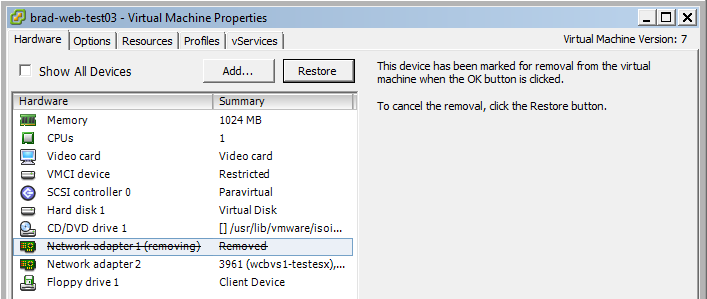 brad-web-test03 - Virtual Machine Properties
Hardware Options Resources Profiles vServices Virtual Machine Version: 7
Show All Devices Add... Restore
This device has been marked for removal from the virtual
machine when the OK button is clicked.
To cancel the removal, click the Restore button.
Hardware Summary
Memory 1024 MB
CPUs 1
Video card Video card
VMCI device Restricted
SCSI controller 0 Paravirtual
Hard disk 1 Virtual Disk
CD/DVD drive 1 [] /usr/lib/vmware/isoi...
Network adapter 1 (removing) Removed
Network adapter 2 3961 (wcbvs1-testesx),...
Floppy drive 1 Client Device